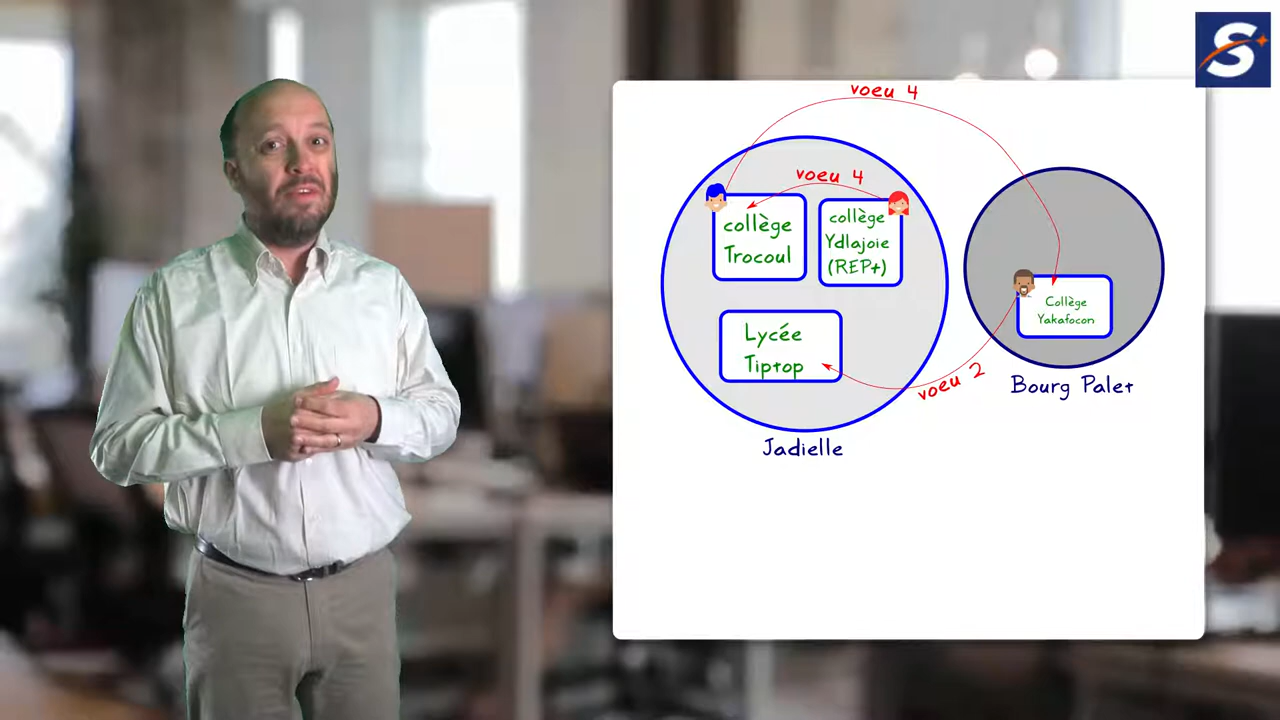 S
voeu 4
voeu 4
collège
Trocoul
collège
Ydlajoie
(REP+)
Collège
Yakafocon
Lycée
Tiptop
voeu 2
Bourg Palet
Jadielle